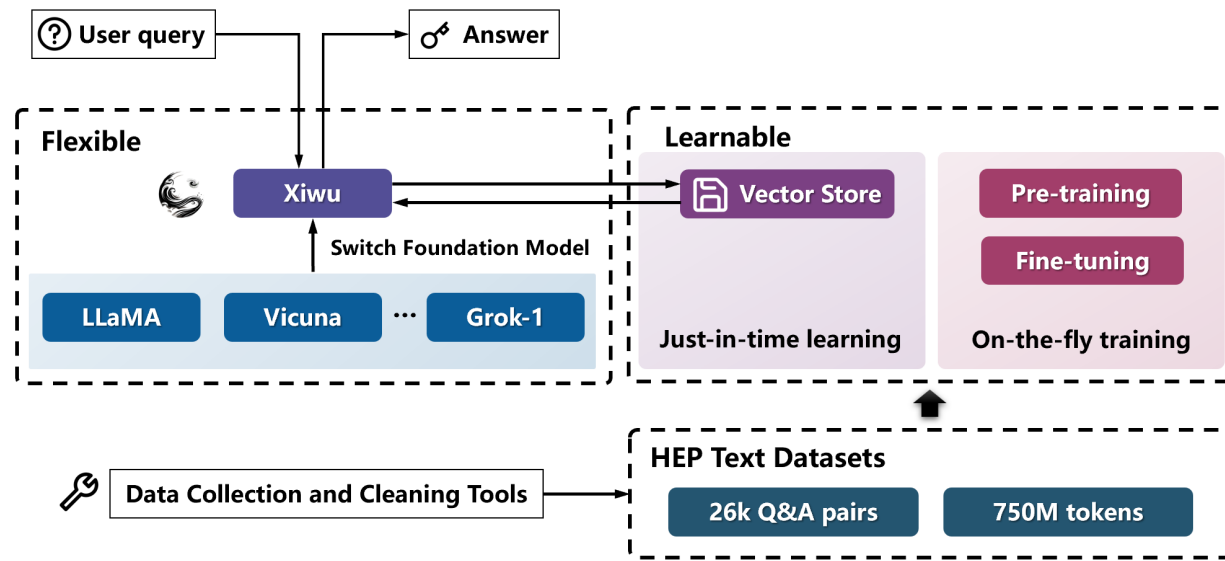 User query
Answer
Flexible
Learnable
Xiwu
Vector Store
Pre-training
Switch Foundation Model
Fine-tuning
LLaMA
Vicuna
...
Grok-1
Just-in-time learning
On-the-fly training
HEP Text Datasets
Data Collection and Cleaning Tools
26k Q&A pairs
750M tokens